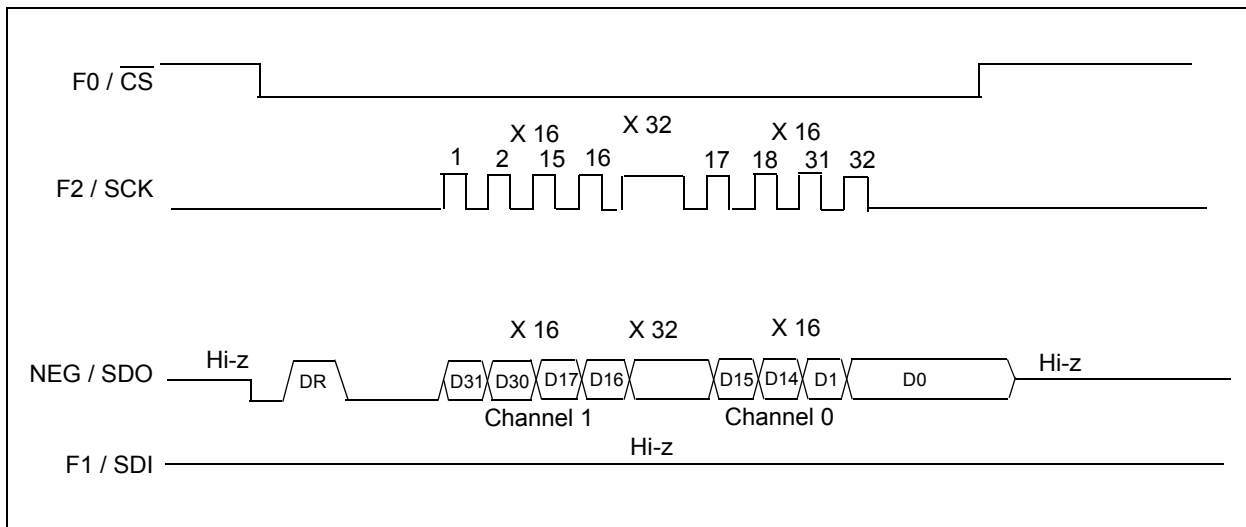 F0 / C̅S̅
X 16 X 32 X 16
1 2 15 16 17 18 31 32
F2 / SCK
X 16 X 32 X 16
Hi-z Hi-z
NEG / SDO DR D31 D30 D17 D16 D15 D14 D1 D0
Channel 1 Channel 0
Hi-z
F1 / SDI